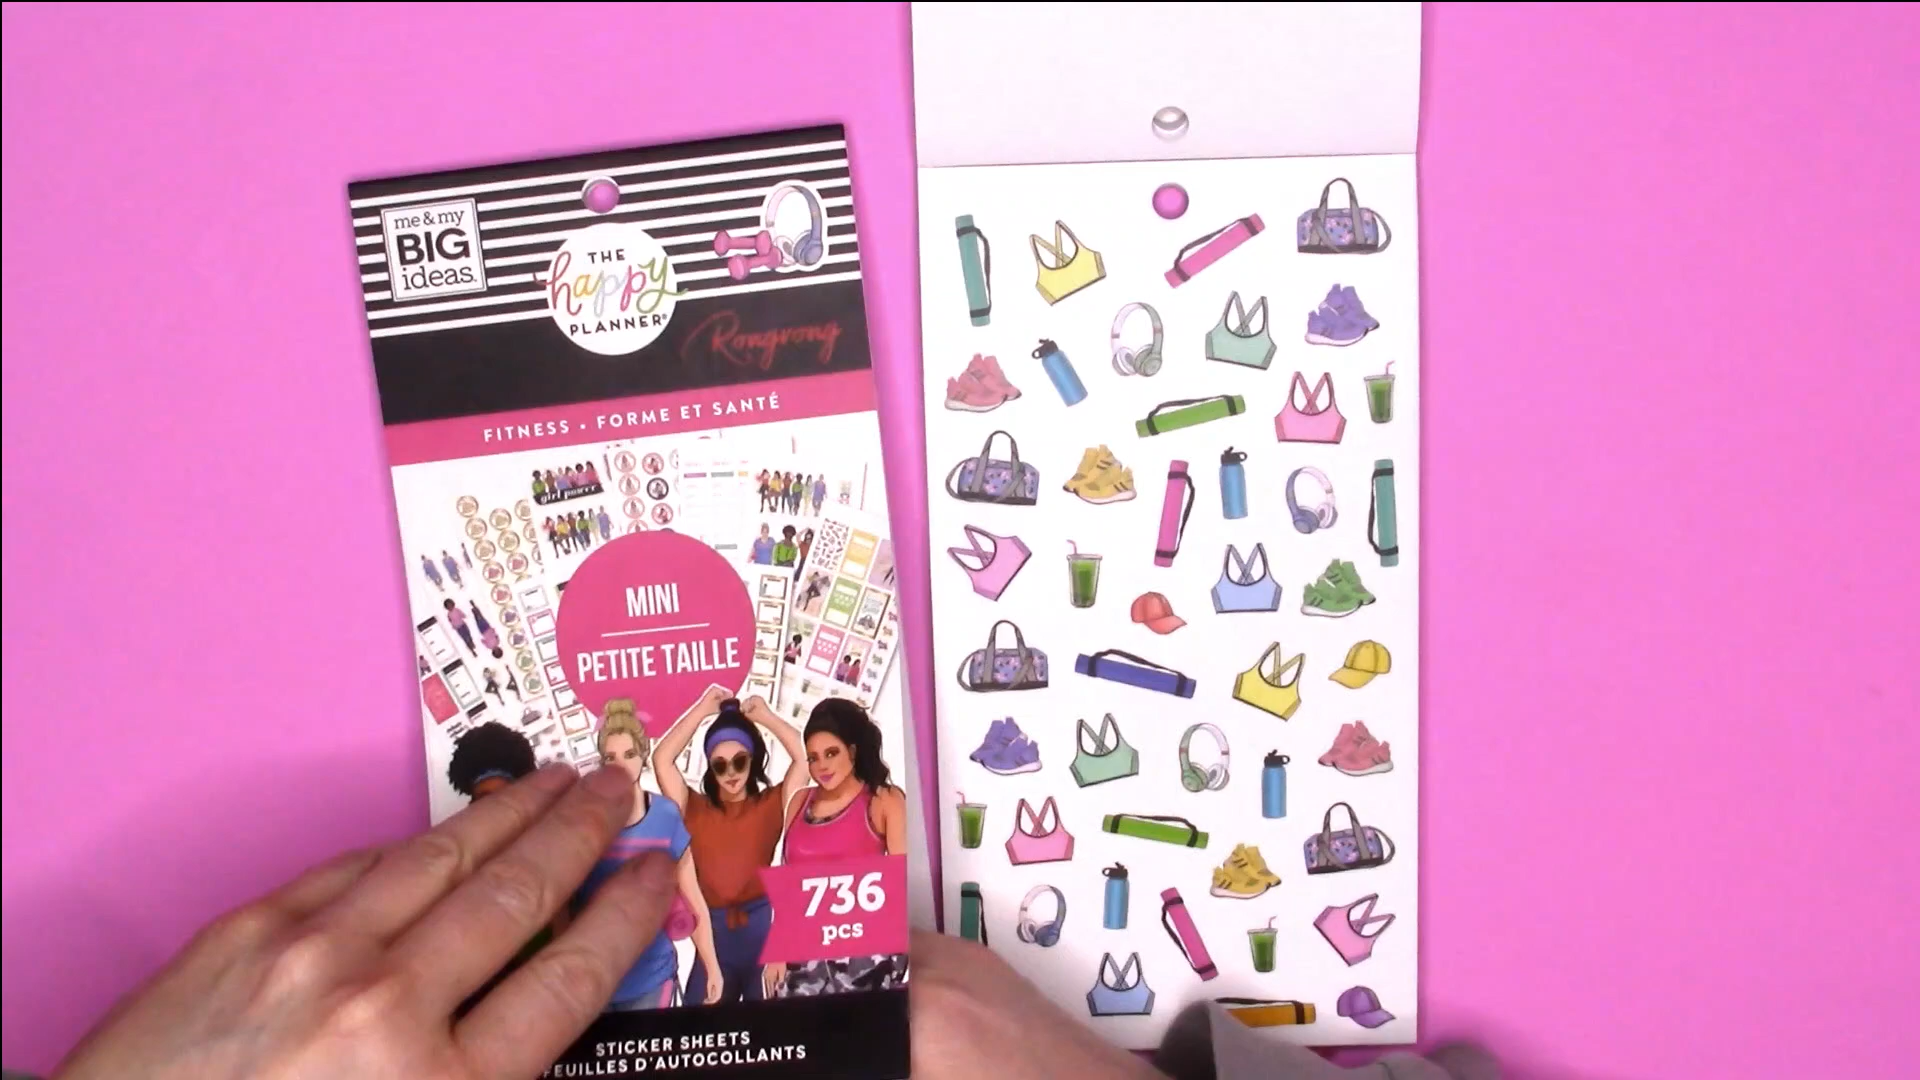 me & my
BIG
ideas.
THE
happy
PLANNER®
Rongrong
FITNESS • FORME ET SANTÉ
girl power
MINI
PETITE TAILLE
736
pcs
STICKER SHEETS
FEUILLES D'AUTOCOLLANTS